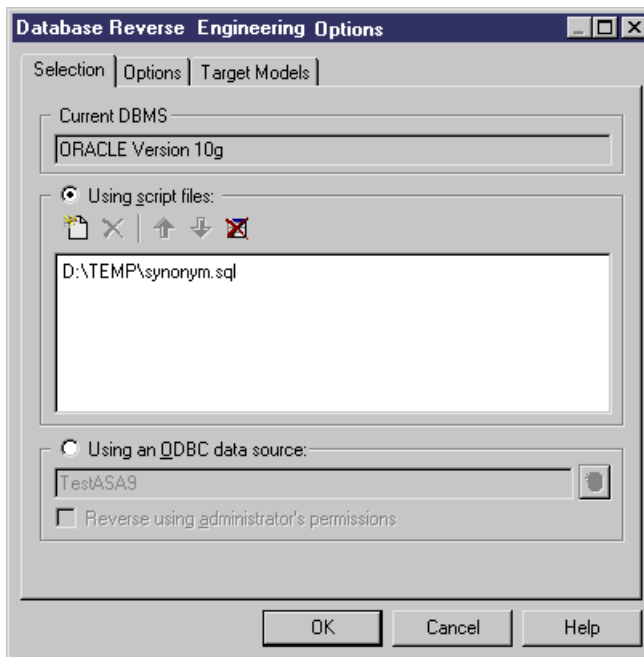 Database Reverse Engineering Options
Selection Options Target Models
Current DBMS
ORACLE Version 10g
Using script files:
D:\TEMP\synonym.sql
Using an ODBC data source:
TestASA9
Reverse using administrator's permissions
OK Cancel Help